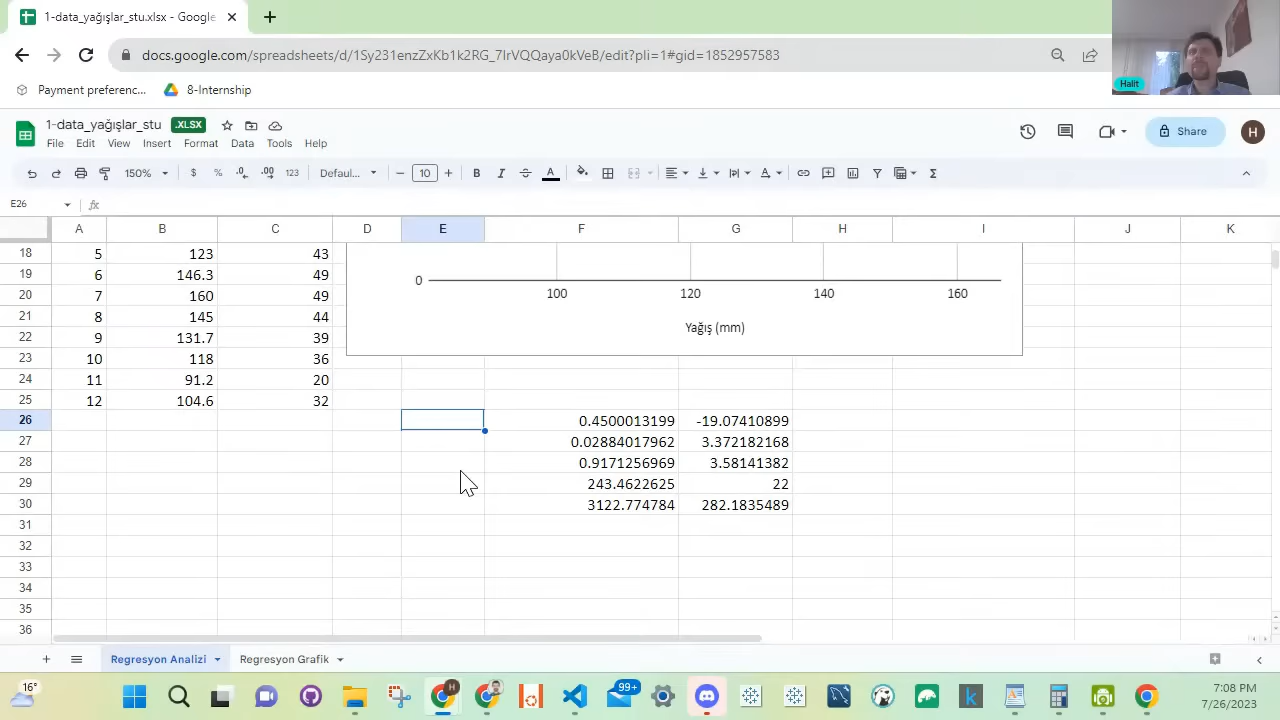 1-data_yağışlar_stu.xlsx - Google
docs.google.com/spreadsheets/d/1Sy231enzZxKb1k2RG_7IrVQQaya0kVeB/edit?pli=1#gid=1852957583
Payment preferenc... 8-Internship
Halit
1-data_yağışlar_stu .XLSX
File Edit View Insert Format Data Tools Help
Share H
150% $ % .0 .00 123 Defaul... 10 B I A
E26 fx
A B C D E F G H I J K
18 5 123 43
19 6 146.3 49 0
20 7 160 49 100 120 140 160
21 8 145 44
22 9 131.7 39 Yağış (mm)
23 10 118 36
24 11 91.2 20
25 12 104.6 32
26 0.4500013199 -19.07410899
27 0.02884017962 3.372182168
28 0.9171256969 3.58141382
29 243.4622625 22
30 3122.774784 282.1835489
31
32
33
34
35
36
Regresyon Analizi Regresyon Grafik
16° H 99+ k 7:08 PM
7/26/2023